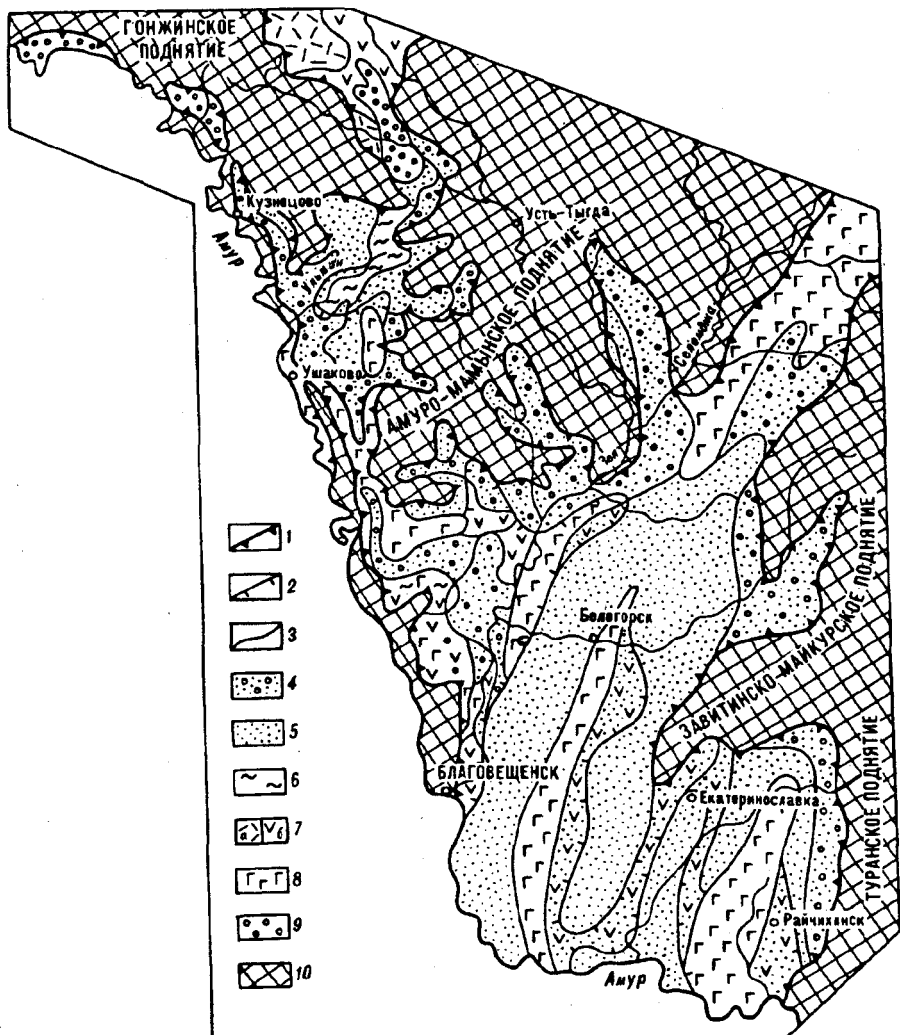 ГОНЖИНСКОЕ
ПОДНЯТИЕ
Кузнецово
Усть-Тыгда
Амур
Улькан
АМУРО-МАМЫНСКОЕ ПОДНЯТИЕ
Селемджа
Ушаково
Зея
1
2
3
4
5
6
а б 7
8
9
10
Белогорск
ЗАВИТИНСКО-МАЙКУРСКОЕ ПОДНЯТИЕ
ТУРАНСКОЕ ПОДНЯТИЕ
БЛАГОВЕЩЕНСК
Екатеринославка
Райчихинск
Амур